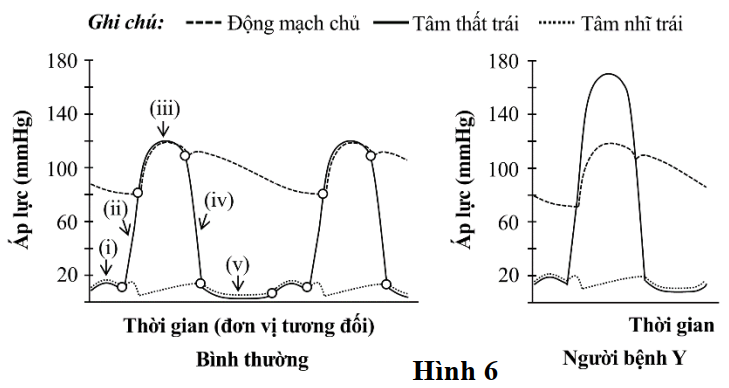 Ghi chú: Động mạch chủ Tâm thất trái Tâm nhĩ trái
Áp lực (mmHg)
180
140
100
60
20
(i)
(ii)
(iii)
(iv)
(v)
Thời gian (đơn vị tương đối)
Bình thường
Áp lực (mmHg)
180
140
100
60
20
Thời gian
Người bệnh Y
Hình 6